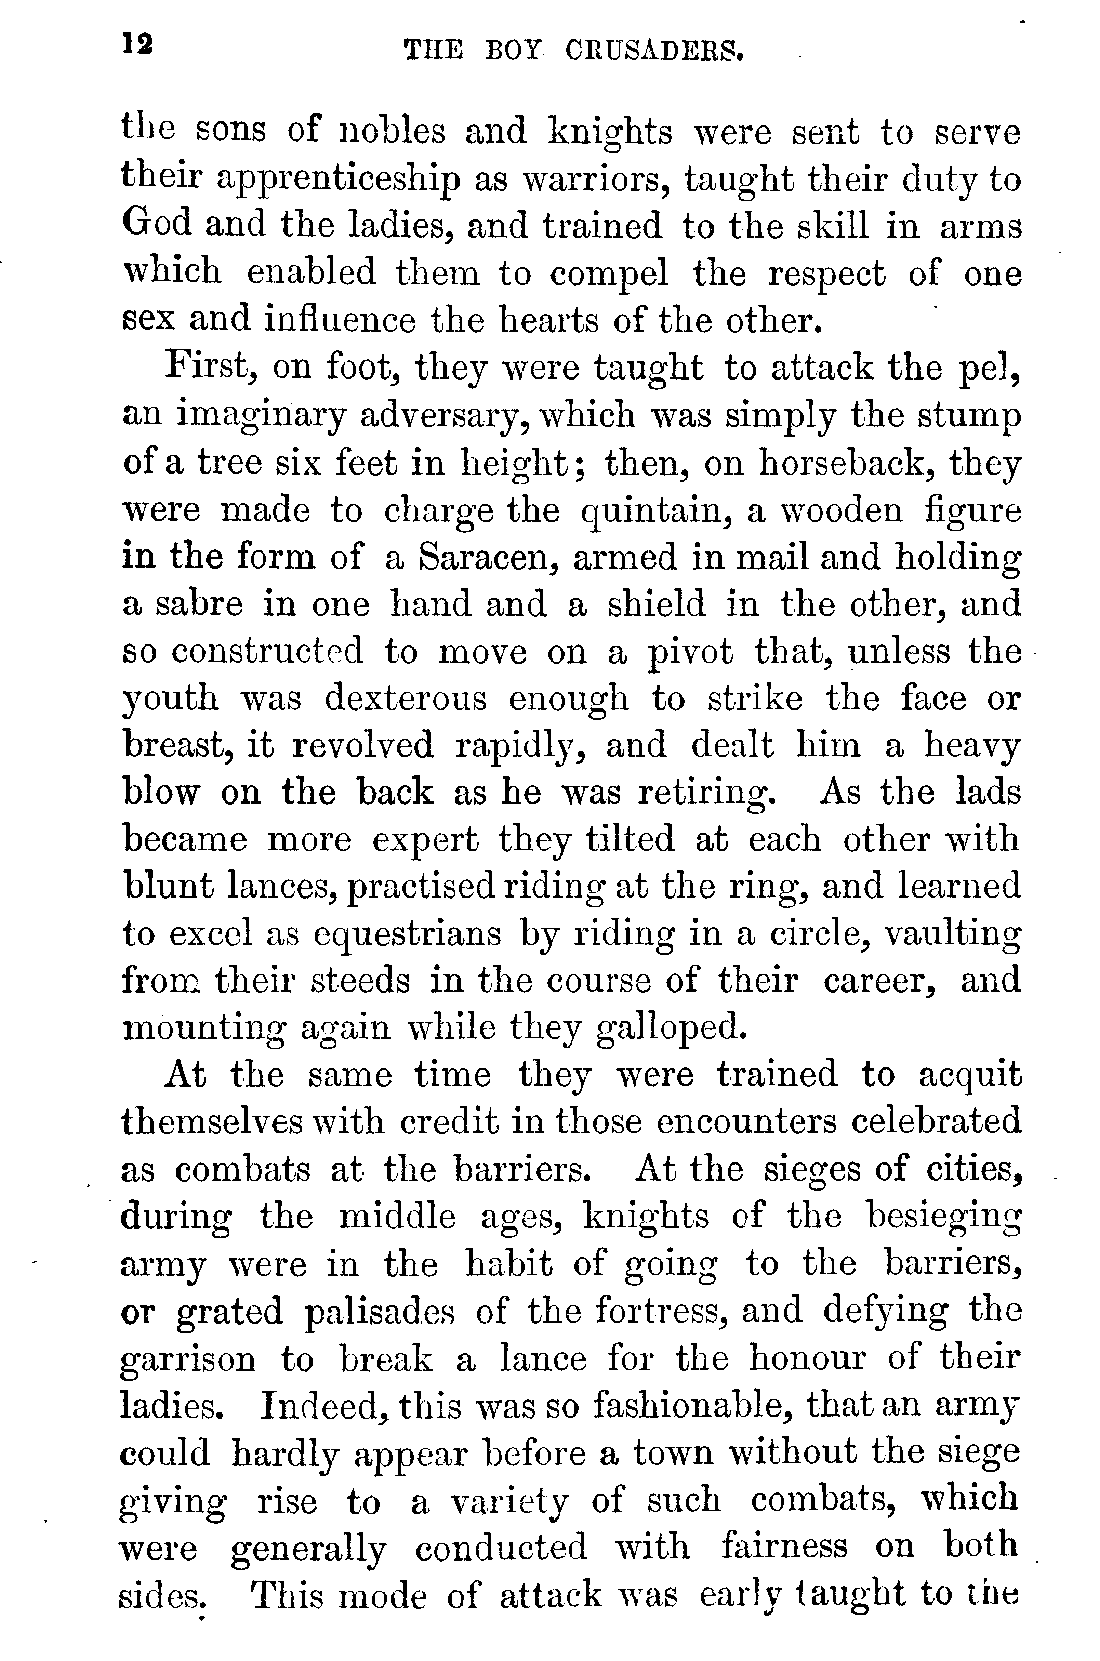 12 THE BOY CRUSADERS.
the sons of nobles and knights were sent to serve
their apprenticeship as warriors, taught their duty to
God and the ladies, and trained to the skill in arms
which enabled them to compel the respect of one
sex and influence the hearts of the other.
First, on foot, they were taught to attack the pel,
an imaginary adversary, which was simply the stump
of a tree six feet in height; then, on horseback, they
were made to charge the quintain, a wooden figure
in the form of a Saracen, armed in mail and holding
a sabre in one hand and a shield in the other, and
so constructed to move on a pivot that, unless the
youth was dexterous enough to strike the face or
breast, it revolved rapidly, and dealt him a heavy
blow on the back as he was retiring. As the lads
became more expert they tilted at each other with
blunt lances, practised riding at the ring, and learned
to excel as equestrians by riding in a circle, vaulting
from their steeds in the course of their career, and
mounting again while they galloped.
At the same time they were trained to acquit
themselves with credit in those encounters celebrated
as combats at the barriers. At the sieges of cities,
during the middle ages, knights of the besieging
army were in the habit of going to the barriers,
or grated palisades of the fortress, and defying the
garrison to break a lance for the honour of their
ladies. Indeed, this was so fashionable, that an army
could hardly appear before a town without the siege
giving rise to a variety of such combats, which
were generally conducted with fairness on both
sides. This mode of attack was early taught to the